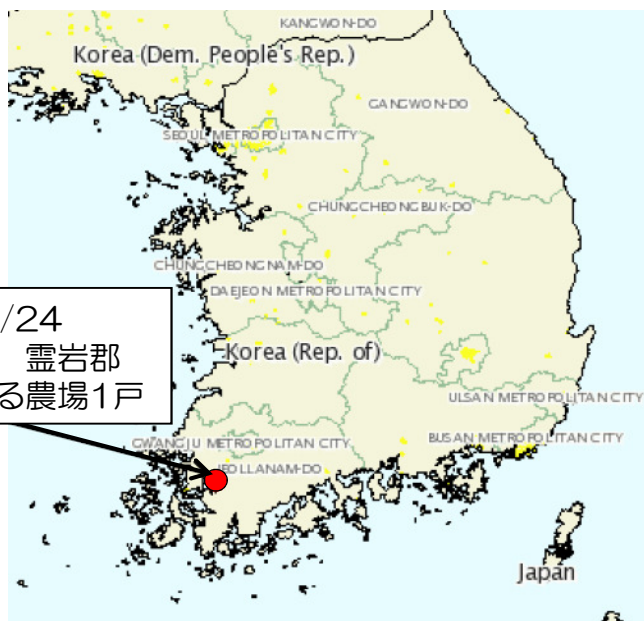 KANGWON-DO
Korea (Dem. People's Rep.)
GANGWON-DO
SEOUL METROPOLITAN CITY
CHUNGCHEONGBUK-DO
CHUNGCHEONGNAM-DO
DAEJEON METROPOLITAN CITY
/24
霊岩郡
る農場1戸
Korea (Rep. of)
ULSAN METROPOLITAN CITY
GWANGJU METROPOLITAN CITY
BUSAN METROPOLITAN CITY
JEOLLANAM-DO
Japan